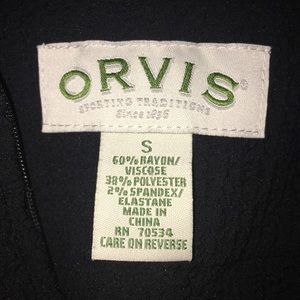 ORVIS®
SPORTING TRADITIONS
Since 1856
S
60% RAYON/
VISCOSE
38% POLYESTER
2% SPANDEX/
ELASTANE
MADE IN
CHINA
RN 70534
CARE ON REVERSE